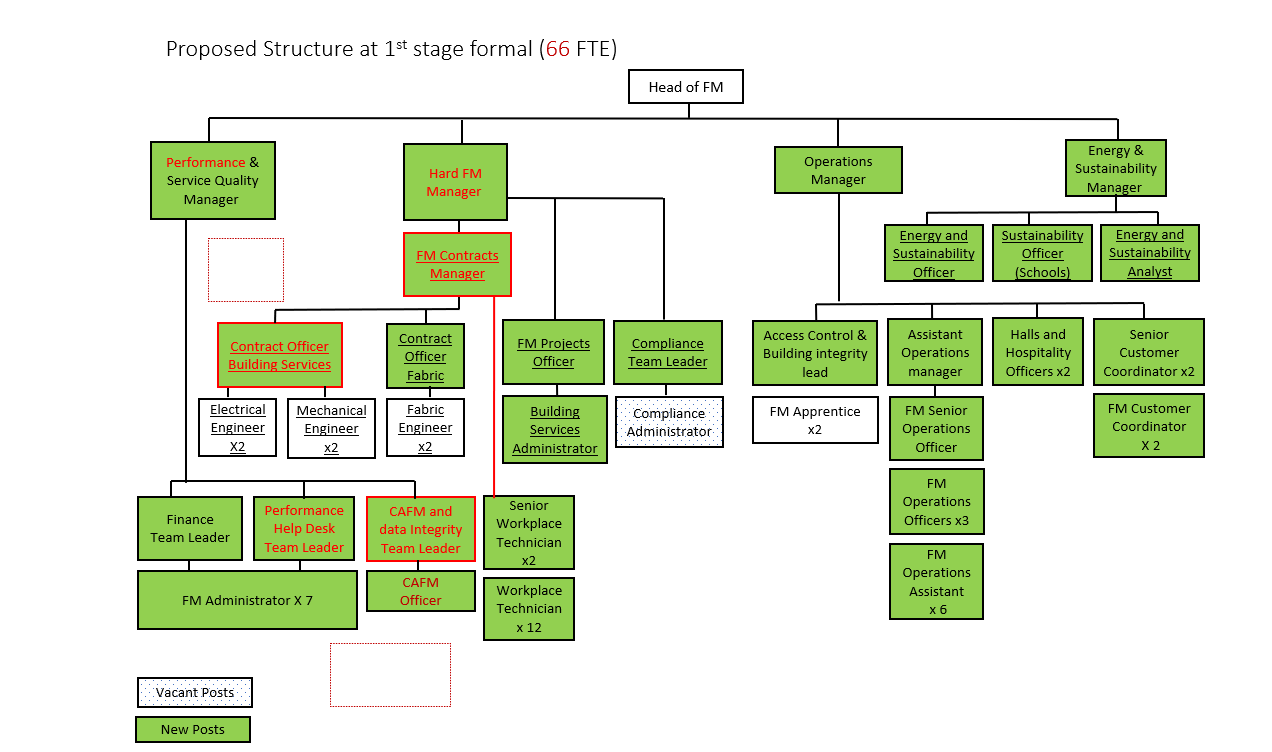 Proposed Structure at 1st stage formal (66 FTE)
Head of FM
Performance &
Service Quality
Manager
Hard FM
Manager
Operations
Manager
Energy &
Sustainability
Manager
FM Contracts
Manager
Energy and
Sustainability
Officer
Sustainability
Officer
(Schools)
Energy and
Sustainability
Analyst
Contract Officer
Building Services
Contract
Officer
Fabric
FM Projects
Officer
Compliance
Team Leader
Access Control &
Building integrity
lead
Assistant
Operations
manager
Halls and
Hospitality
Officers x2
Senior
Customer
Coordinator x2
Electrical
Engineer
X2
Mechanical
Engineer
x2
Fabric
Engineer
x2
Building
Services
Administrator
Compliance
Administrator
FM Apprentice
x2
FM Senior
Operations
Officer
FM Customer
Coordinator
X 2
FM
Operations
Officers x3
FM
Operations
Assistant
x 6
Finance
Team Leader
Performance
Help Desk
Team Leader
CAFM and
data Integrity
Team Leader
Senior
Workplace
Technician
x2
FM Administrator X 7
CAFM
Officer
Workplace
Technician
x 12
Vacant Posts
New Posts